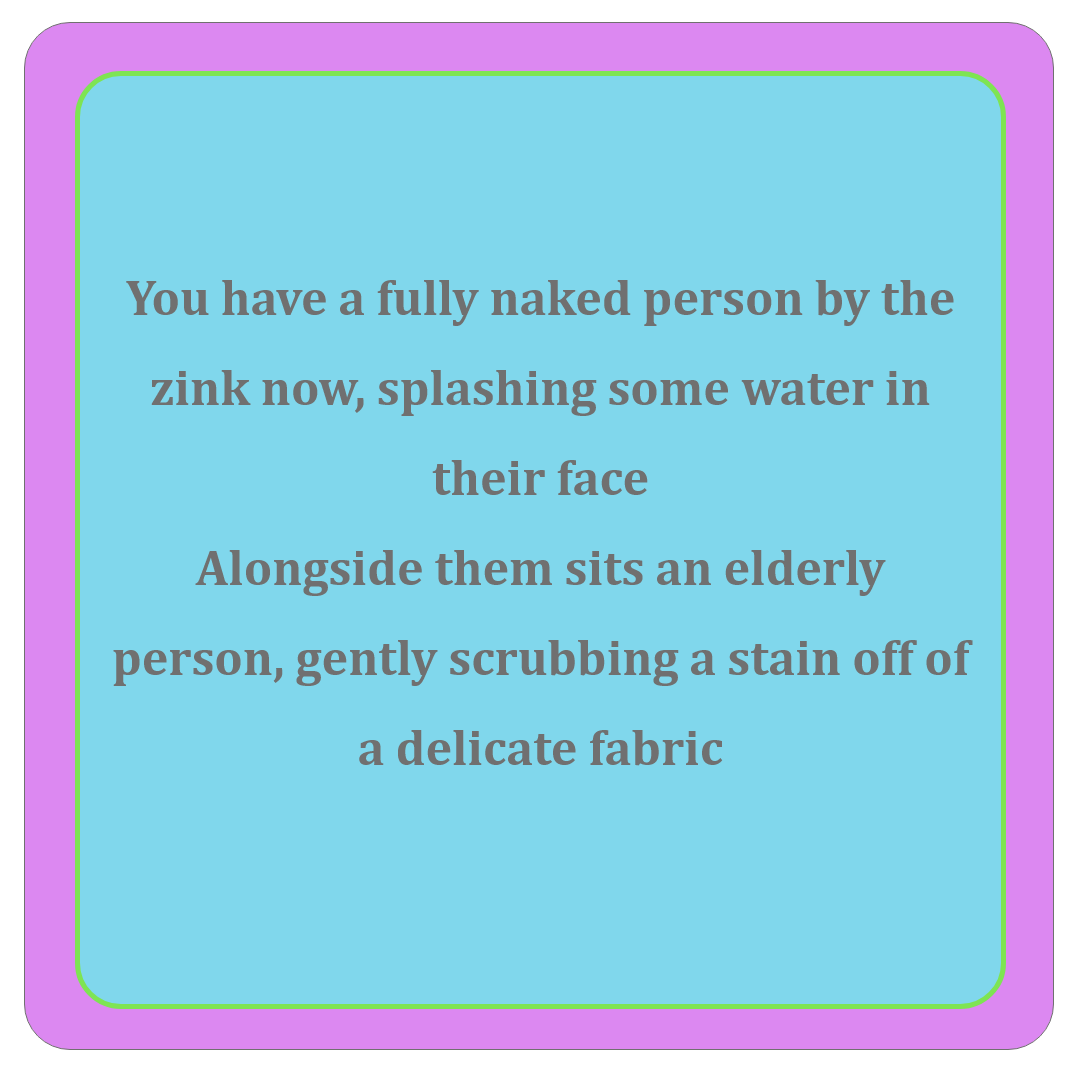 You have a fully naked person by the
zink now, splashing some water in
their face
Alongside them sits an elderly
person, gently scrubbing a stain off of
a delicate fabric